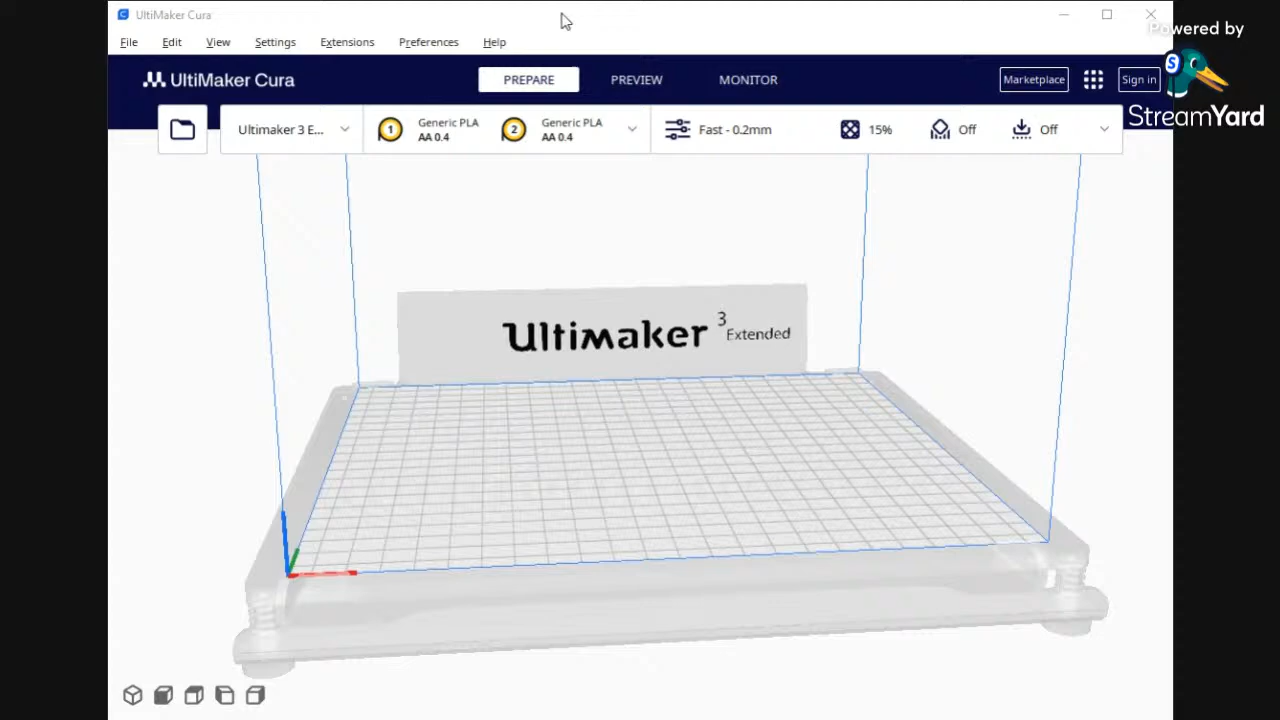 UltiMaker Cura
Powered by
StreamYard
File Edit View Settings Extensions Preferences Help
UltiMaker Cura
PREPARE PREVIEW MONITOR
Marketplace Sign in
Ultimaker 3 E...
1 Generic PLA
AA 0.4
2 Generic PLA
AA 0.4
Fast - 0.2mm 15% Off Off
Ultimaker 3 Extended